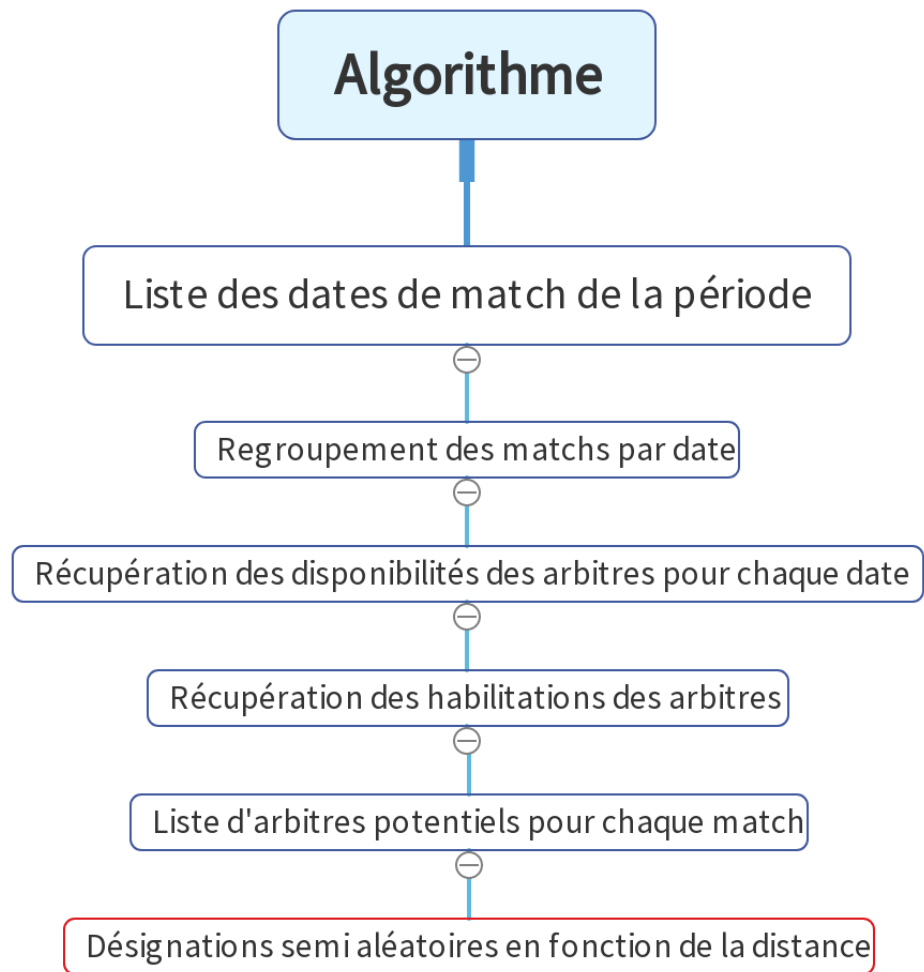 Algorithme
Liste des dates de match de la période
Regroupement des matchs par date
Récupération des disponibilités des arbitres pour chaque date
Récupération des habilitations des arbitres
Liste d'arbitres potentiels pour chaque match
Désignations semi aléatoires en fonction de la distance